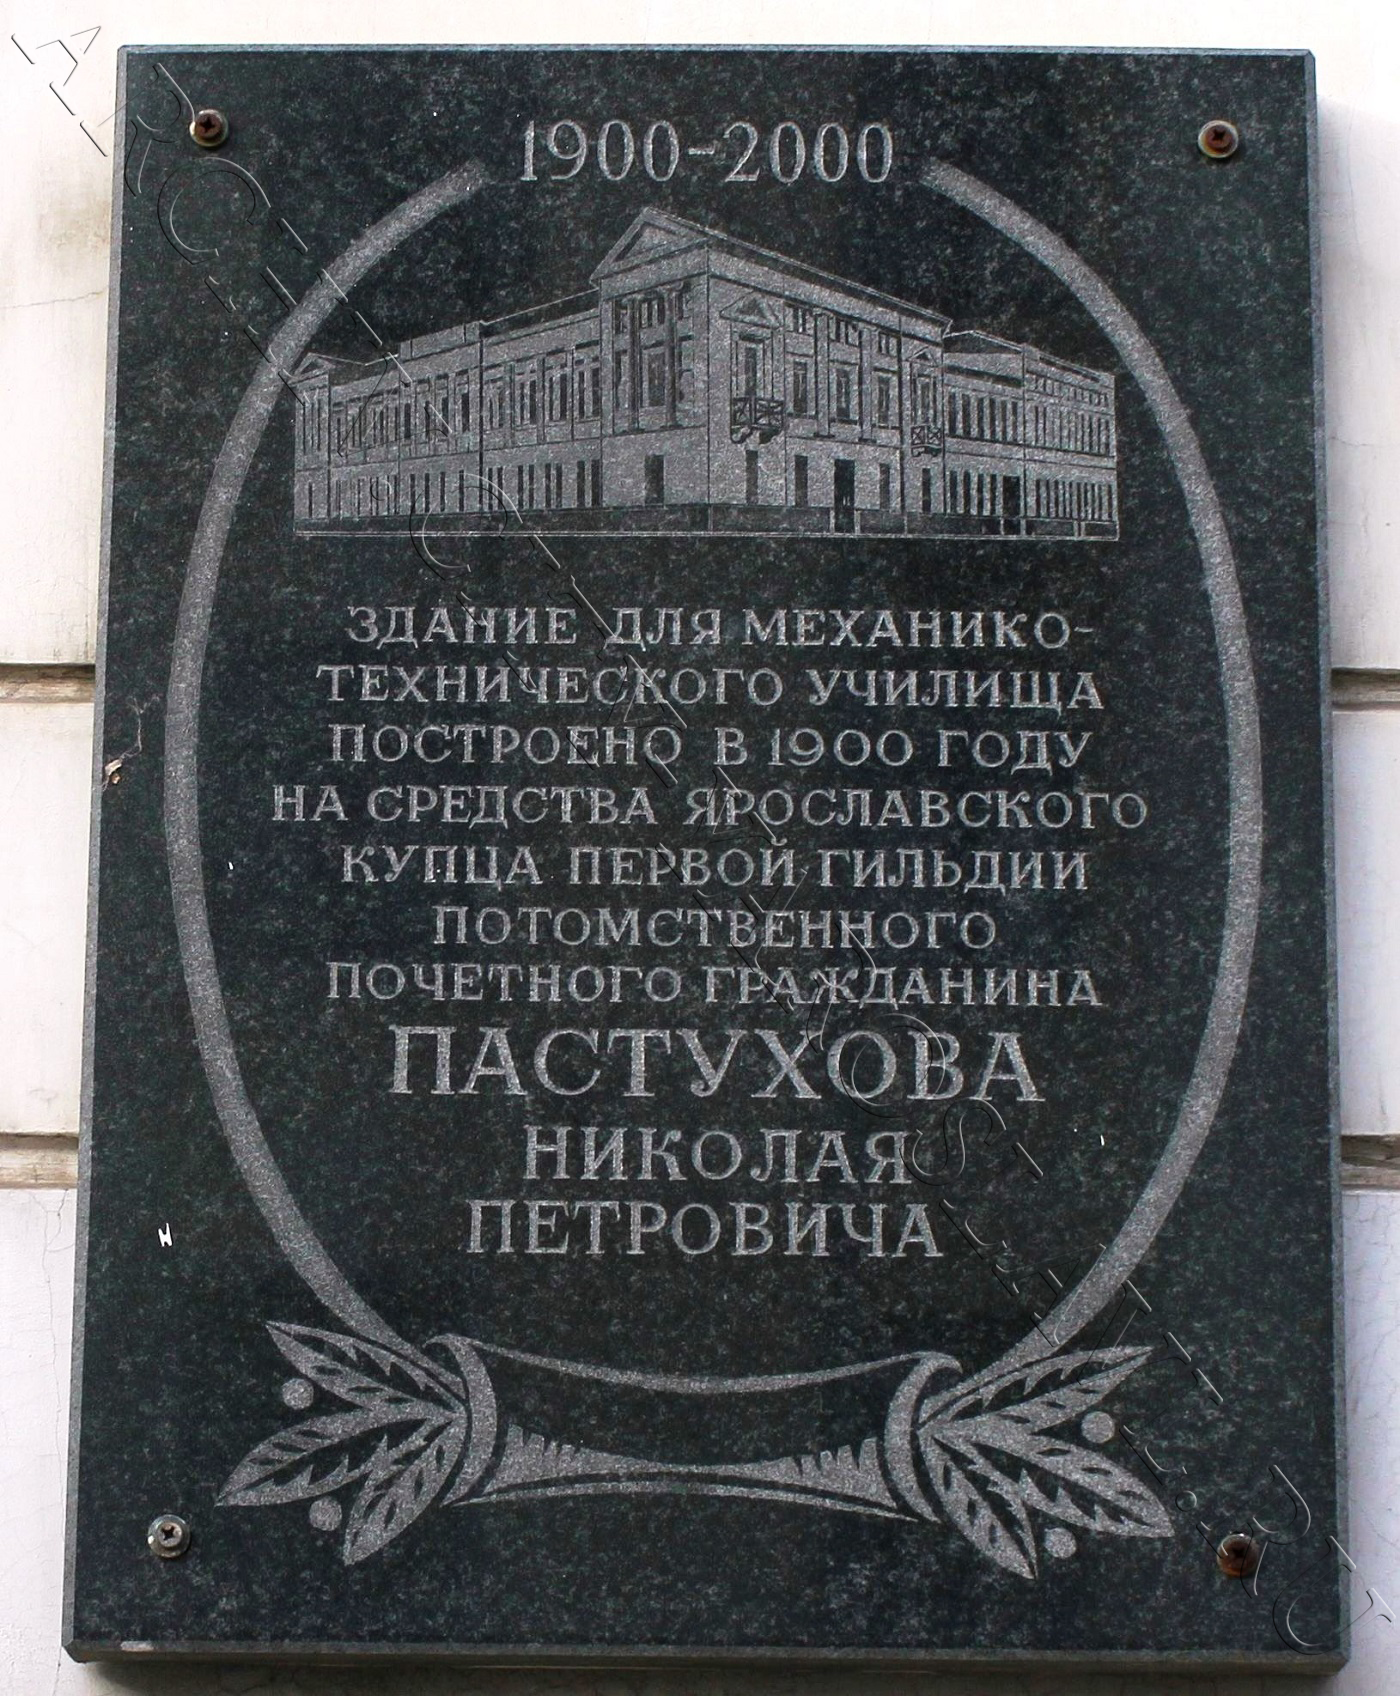 1900-2000
ЗДАНИЕ ДЛЯ МЕХАНИКО-
ТЕХНИЧЕСКОГО УЧИЛИЩА
ПОСТРОЕНО В 1900 ГОДУ
НА СРЕДСТВА ЯРОСЛАВСКОГО
КУПЦА ПЕРВОЙ ГИЛЬДИИ
ПОТОМСТВЕННОГО
ПОЧЕТНОГО ГРАЖДАНИНА
ПАСТУХОВА
НИКОЛАЯ
ПЕТРОВИЧА